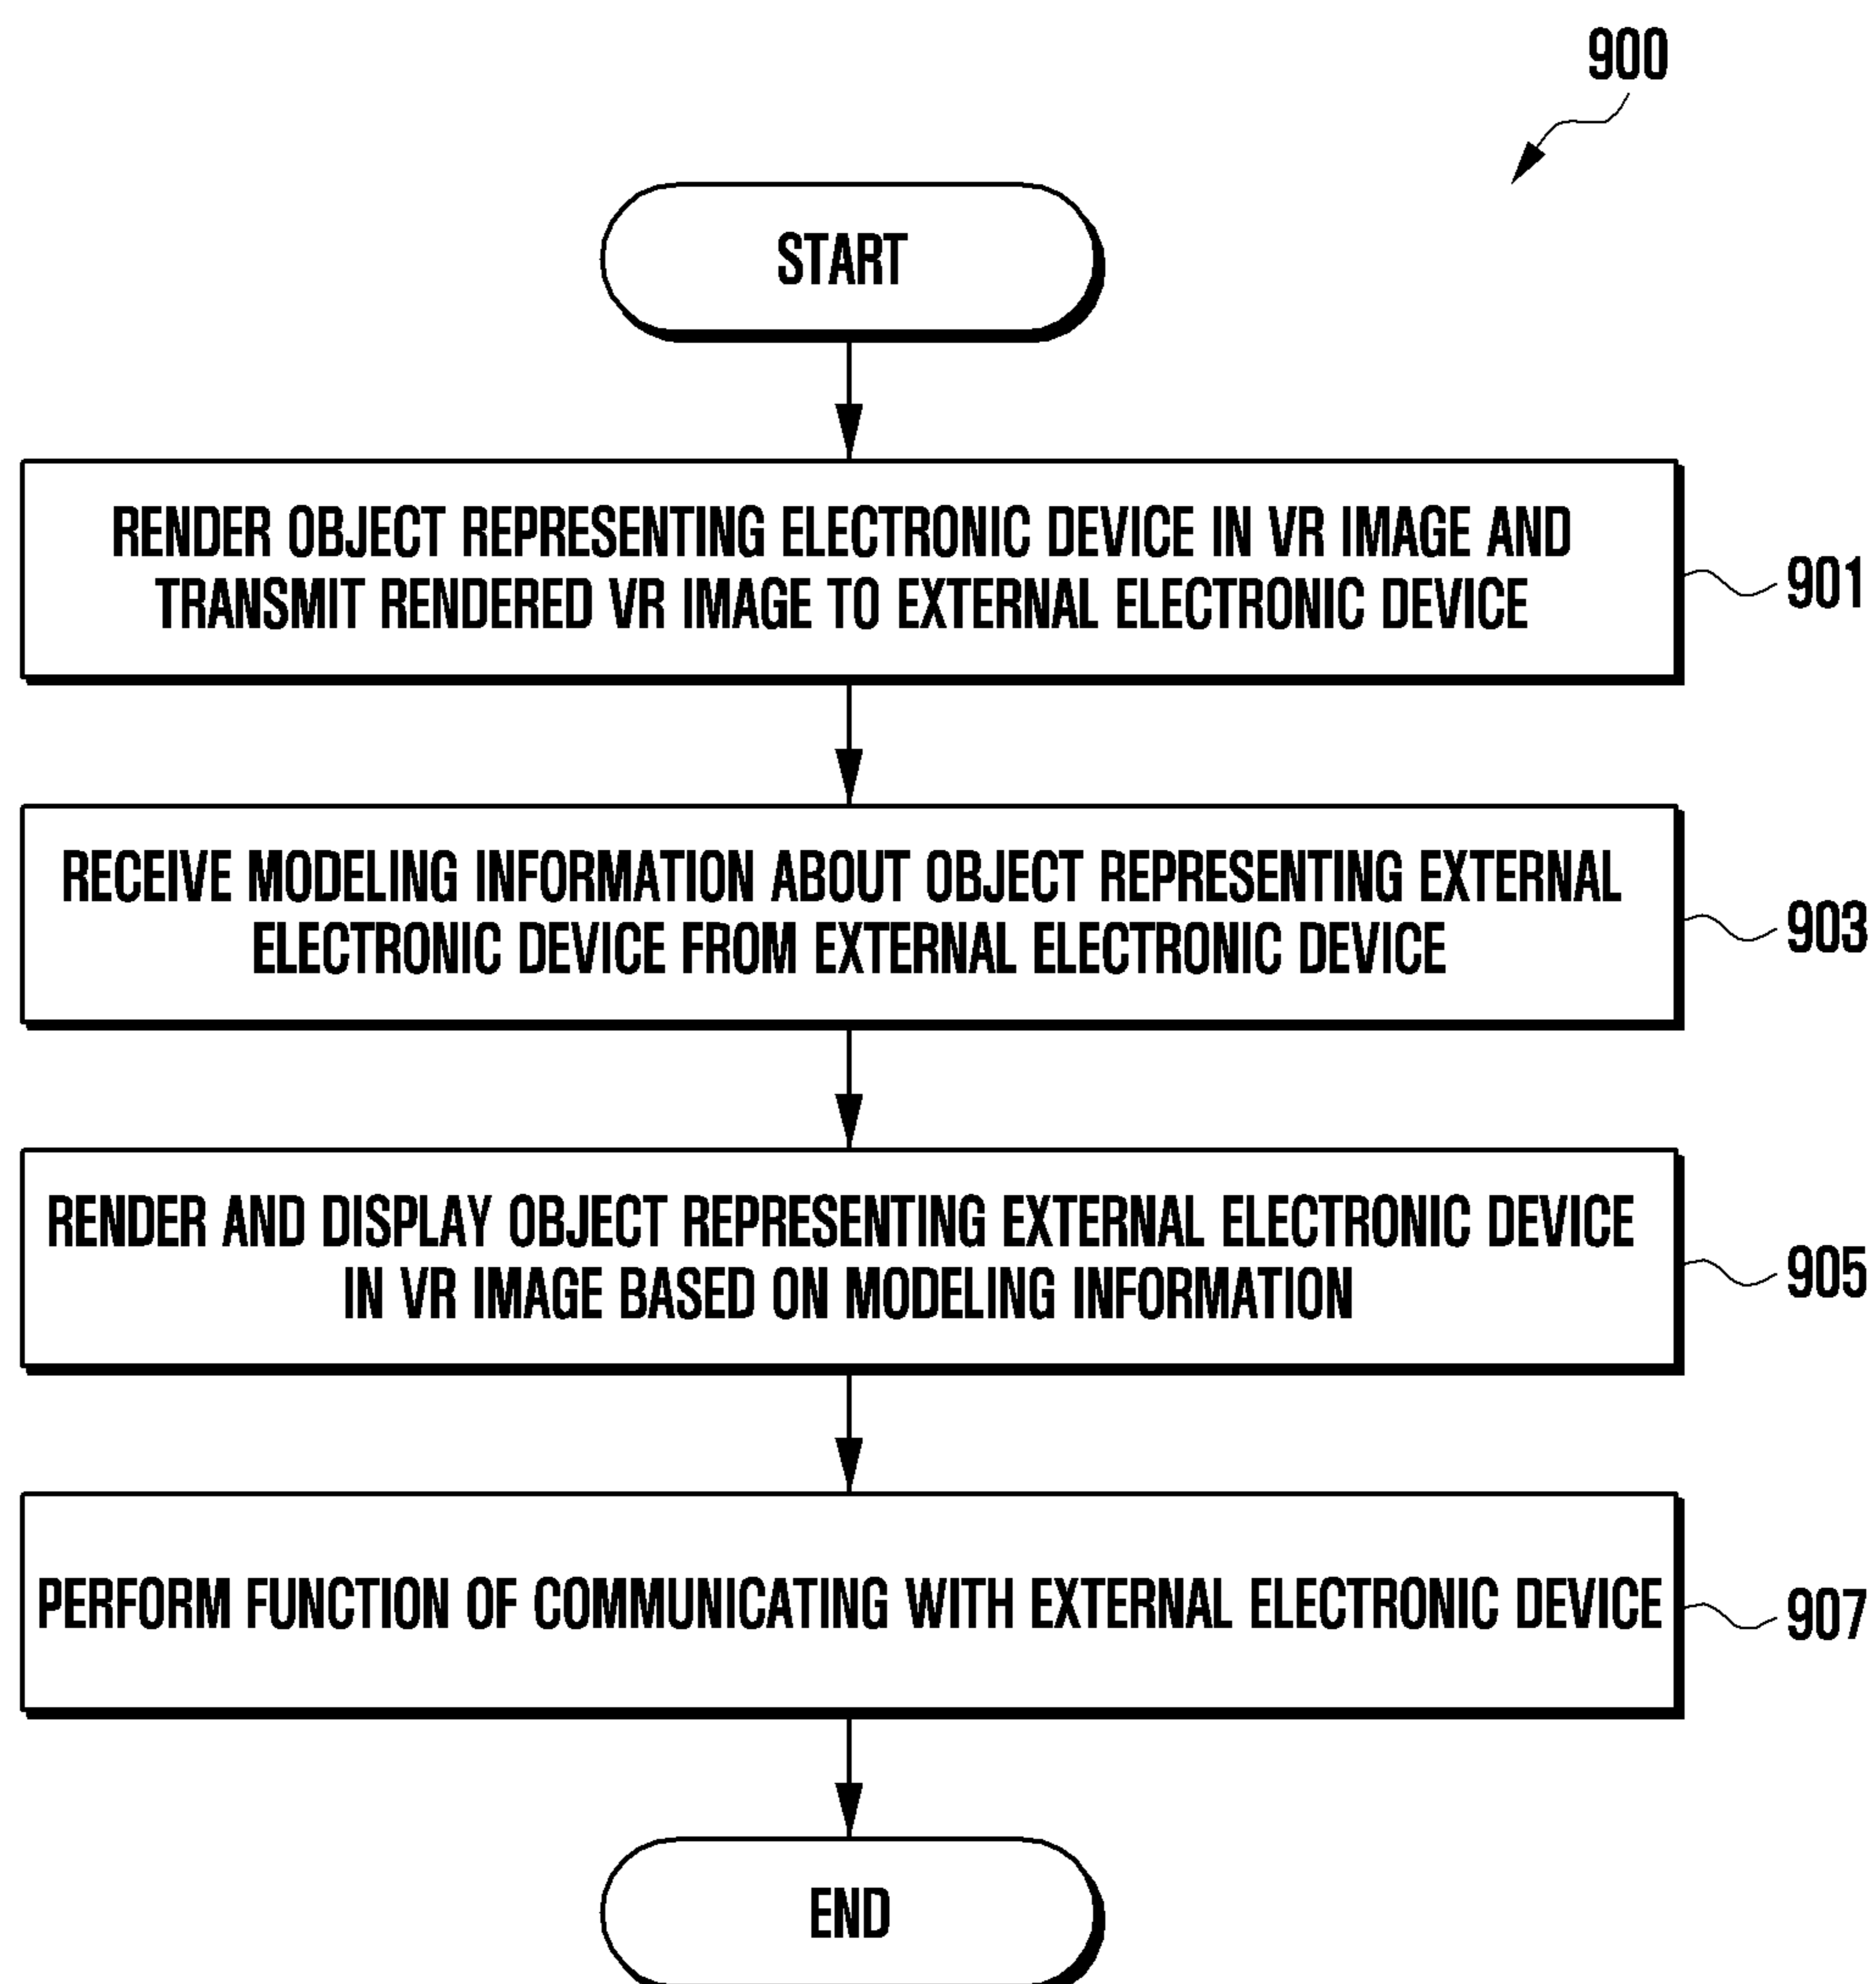 900
START
RENDER OBJECT REPRESENTING ELECTRONIC DEVICE IN VR IMAGE AND
TRANSMIT RENDERED VR IMAGE TO EXTERNAL ELECTRONIC DEVICE
901
RECEIVE MODELING INFORMATION ABOUT OBJECT REPRESENTING EXTERNAL
ELECTRONIC DEVICE FROM EXTERNAL ELECTRONIC DEVICE
903
RENDER AND DISPLAY OBJECT REPRESENTING EXTERNAL ELECTRONIC DEVICE
IN VR IMAGE BASED ON MODELING INFORMATION
905
PERFORM FUNCTION OF COMMUNICATING WITH EXTERNAL ELECTRONIC DEVICE
907
END